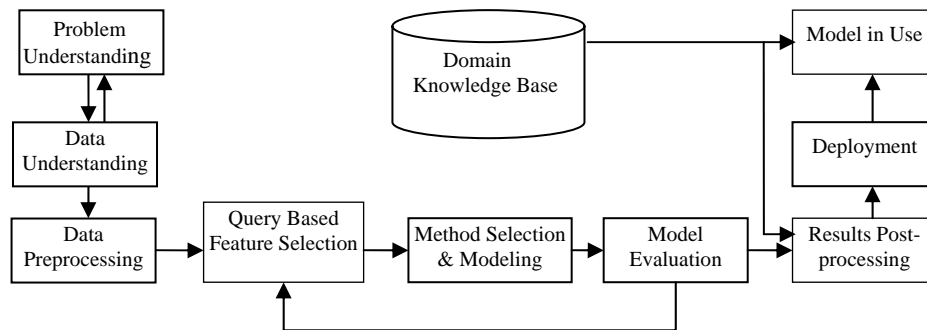 Problem
Understanding
Data
Understanding
Data
Preprocessing
Query Based
Feature Selection
Method Selection
& Modeling
Model
Evaluation
Domain
Knowledge Base
Model in Use
Deployment
Results Post-
processing